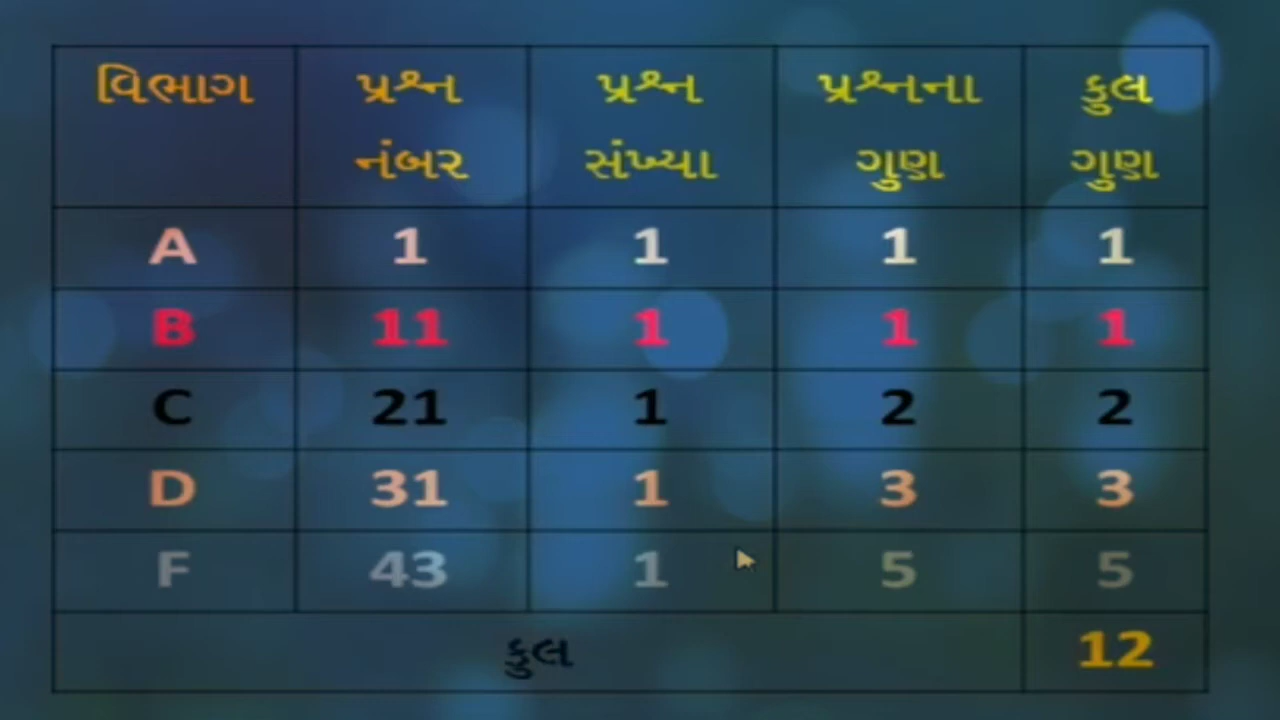 વિભાગ પ્રશ્ન પ્રશ્ન પ્રશ્નના કુલ
નંબર સંખ્યા ગુણ ગુણ
A 1 1 1 1
B 11 1 1 1
C 21 1 2 2
D 31 1 3 3
F 43 1 5 5
કુલ 12